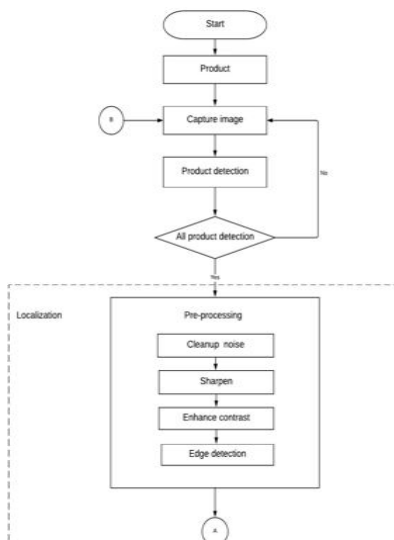 Start
Product
B
Capture image
Product detection
No
All product detection
Yes
Localization
Pre-processing
Cleanup noise
Sharpen
Enhance contrast
Edge detection
A